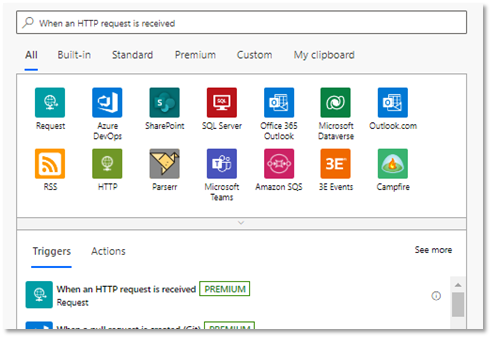 When an HTTP request is received
All Built-in Standard Premium Custom My clipboard
Request Azure DevOps SharePoint SQL Server Office 365 Outlook Microsoft Dataverse Outlook.com
RSS HTTP Parserr Microsoft Teams Amazon SQS 3E 3E Events Campfire
Triggers Actions See more
When an HTTP request is received PREMIUM
Request
When a pull request is created (Git) PREMIUM